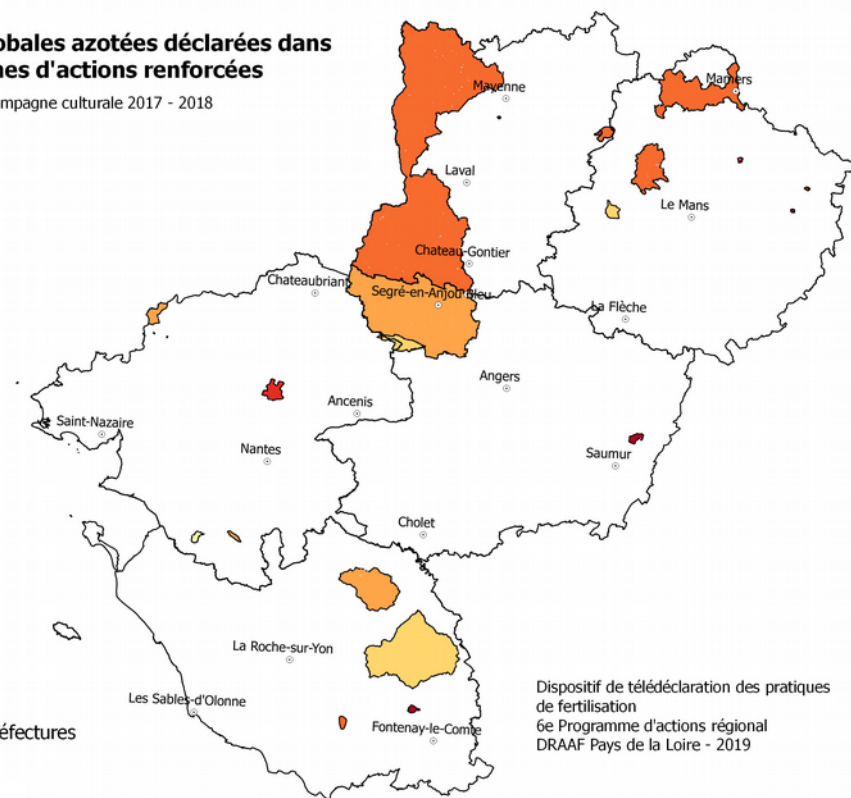 obales azotées déclarées dans
nes d'actions renforcées
mpagne culturale 2017 - 2018
Mayenne
Mamers
Laval
Le Mans
Chateau-Gontier
Chateaubriant
Segré-en-Anjou Bleu
La Flèche
Angers
Ancenis
Saint-Nazaire
Nantes
Saumur
Cholet
La Roche-sur-Yon
Les Sables-d'Olonne
Fontenay-le-Comte
éfectures
Dispositif de télédéclaration des pratiques
de fertilisation
6e Programme d'actions régional
DRAAF Pays de la Loire - 2019